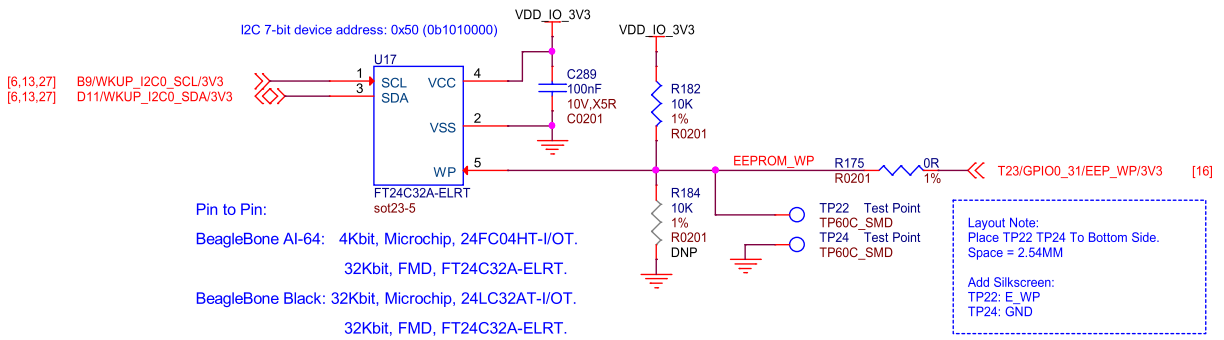 I2C 7-bit device address: 0x50 (0b1010000)
VDD_IO_3V3
VDD_IO_3V3
U17
[6,13,27] B9/WKUP_I2C0_SCL/3V3
[6,13,27] D11/WKUP_I2C0_SDA/3V3
1 SCL
3 SDA
VCC 4
VSS 2
WP 5
FT24C32A-ELRT
sot23-5
C289
100nF
10V,X5R
C0201
R182
10K
1%
R0201
EEPROM_WP
R175 0R
R0201 1%
T23/GPIO0_31/EEP_WP/3V3 [16]
R184
10K
1%
R0201
DNP
TP22 Test Point
TP60C_SMD
TP24 Test Point
TP60C_SMD
Pin to Pin:
BeagleBone AI-64: 4Kbit, Microchip, 24FC04HT-I/OT.
32Kbit, FMD, FT24C32A-ELRT.
BeagleBone Black: 32Kbit, Microchip, 24LC32AT-I/OT.
32Kbit, FMD, FT24C32A-ELRT.
Layout Note:
Place TP22 TP24 To Bottom Side.
Space = 2.54MM
Add Silkscreen:
TP22: E_WP
TP24: GND